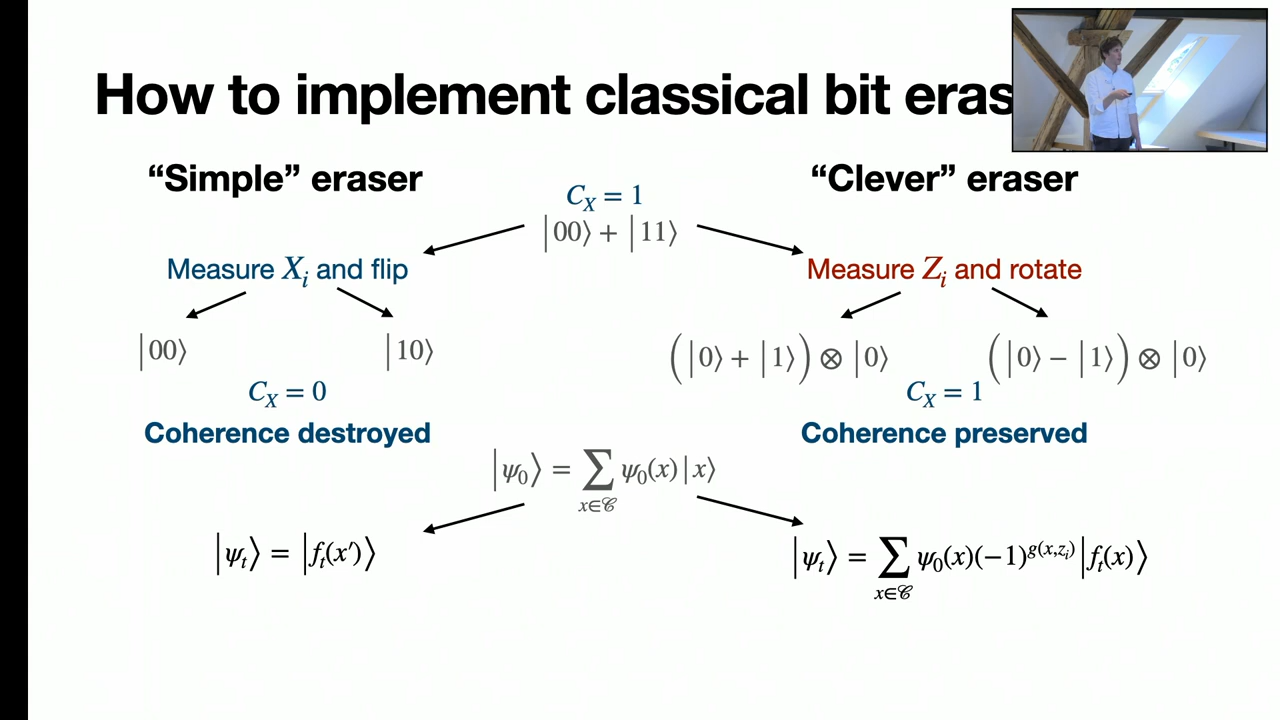 How to implement classical bit eras
“Simple” eraser
“Clever” eraser
C_X = 1
|00⟩ + |11⟩
Measure X_i and flip
Measure Z_i and rotate
|00⟩
|10⟩
(|0⟩ + |1⟩) ⊗ |0⟩
(|0⟩ − |1⟩) ⊗ |0⟩
C_X = 0
C_X = 1
Coherence destroyed
Coherence preserved
|ψ_0⟩ = ∑_{x∈𝒞} ψ_0(x)|x⟩
|ψ_t⟩ = |f_t(x′)⟩
|ψ_t⟩ = ∑_{x∈𝒞} ψ_0(x)(−1)^{g(x,z_i)}|f_t(x)⟩